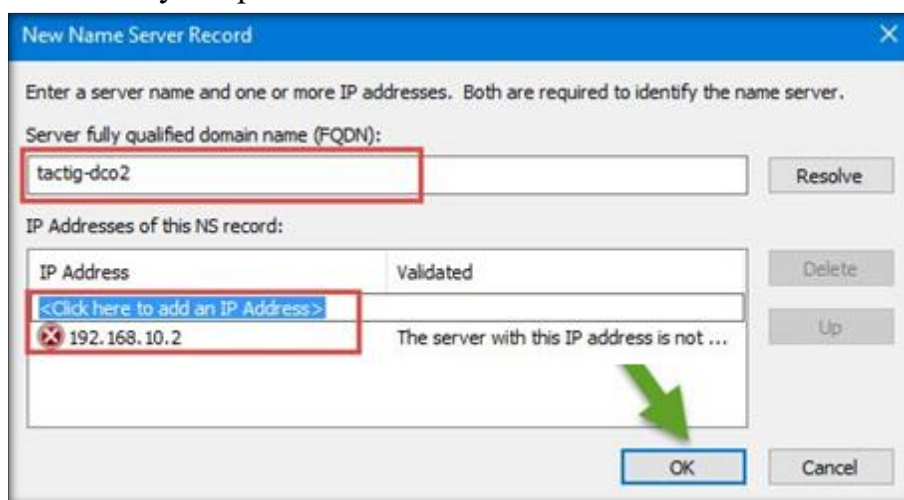 New Name Server Record
Enter a server name and one or more IP addresses. Both are required to identify the name server.
Server fully qualified domain name (FQDN):
tactig-dco2
Resolve
IP Addresses of this NS record:
IP Address Validated
Delete
<Click here to add an IP Address>
Up
192.168.10.2 The server with this IP address is not ...
OK Cancel